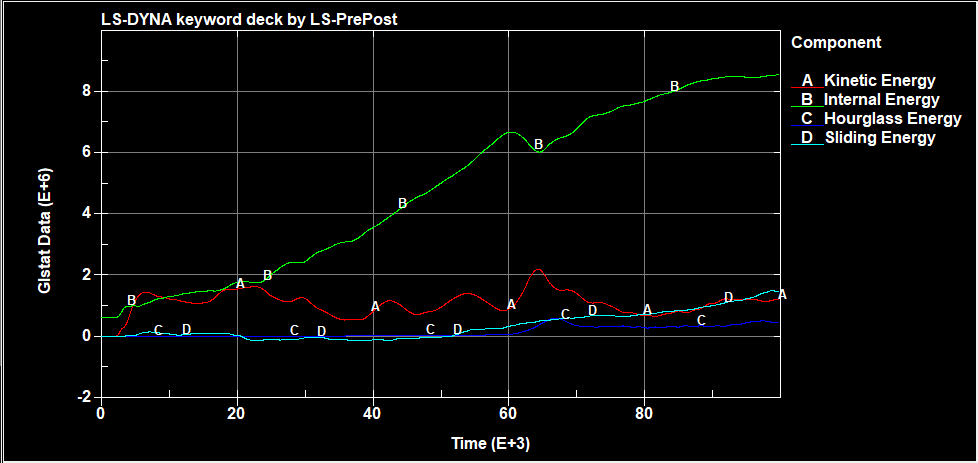 LS-DYNA keyword deck by LS-PrePost
Component
A Kinetic Energy
B Internal Energy
C Hourglass Energy
D Sliding Energy
Glstat Data (E+6)
8
6
4
2
0
-2
0 20 40 60 80
Time (E+3)
B B B B B
A A A A A
C C C C C
D D D D D